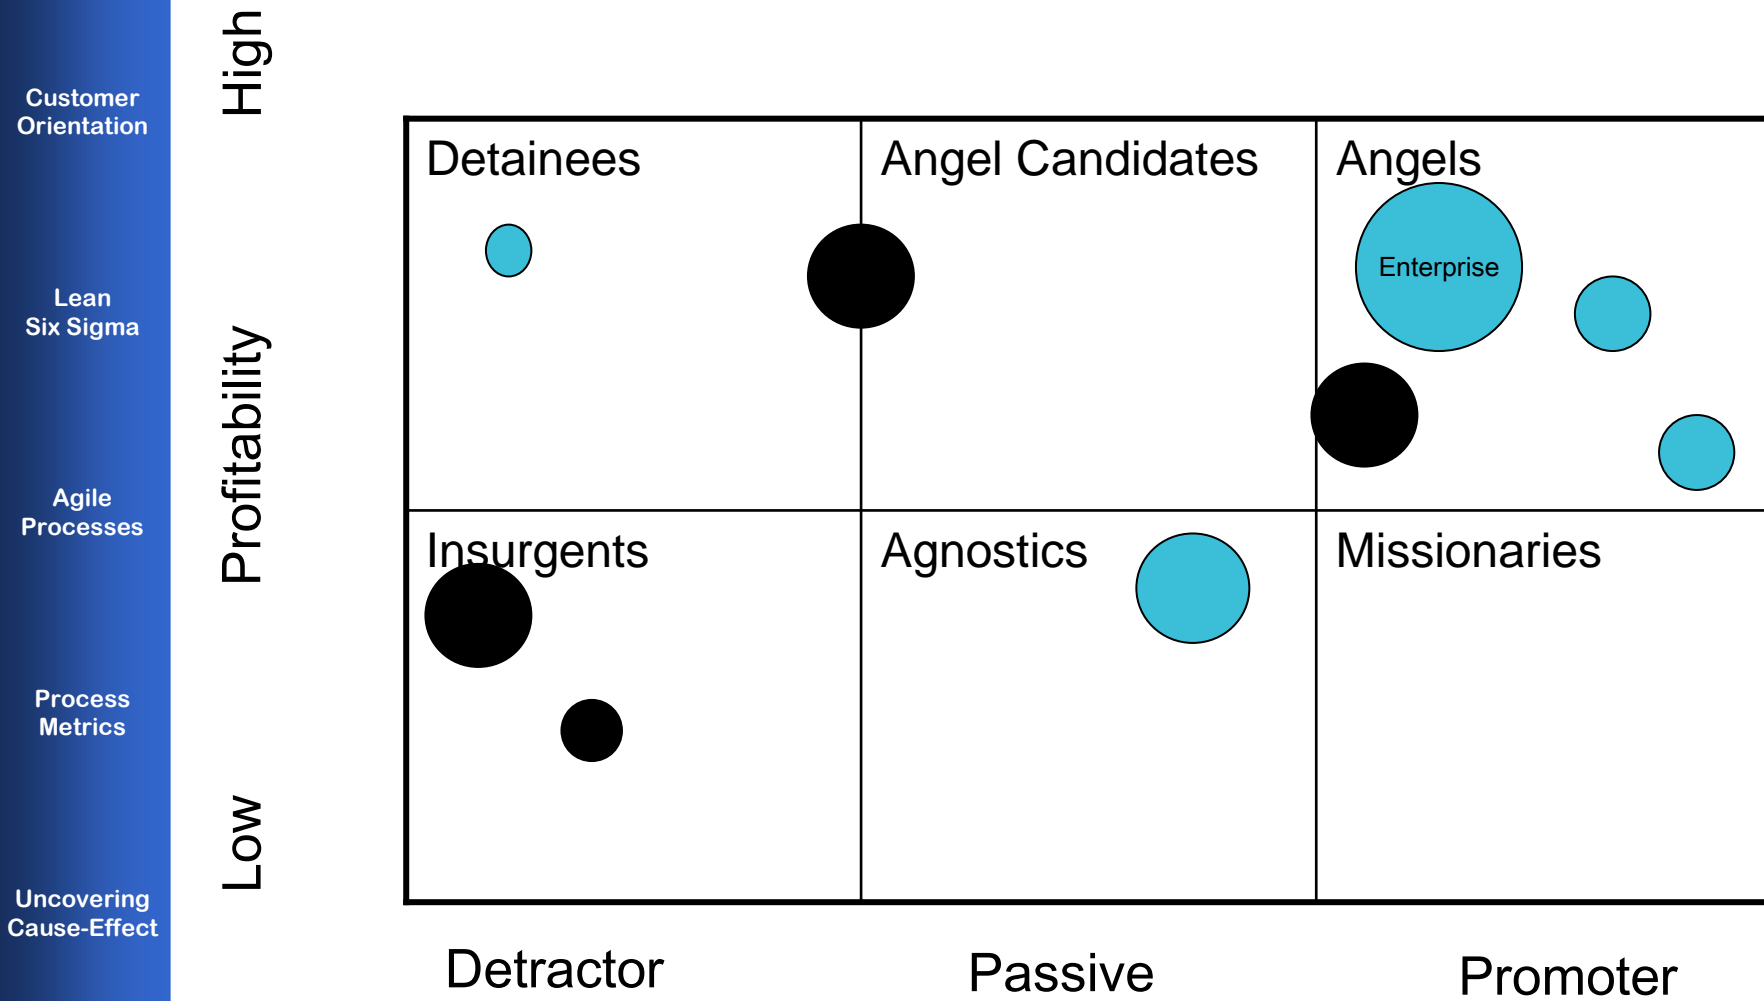 Customer
Orientation
Lean
Six Sigma
Agile
Processes
Process
Metrics
Uncovering
Cause-Effect
High
Profitability
Low
Detainees
Angel Candidates
Angels
Enterprise
Insurgents
Agnostics
Missionaries
Detractor
Passive
Promoter